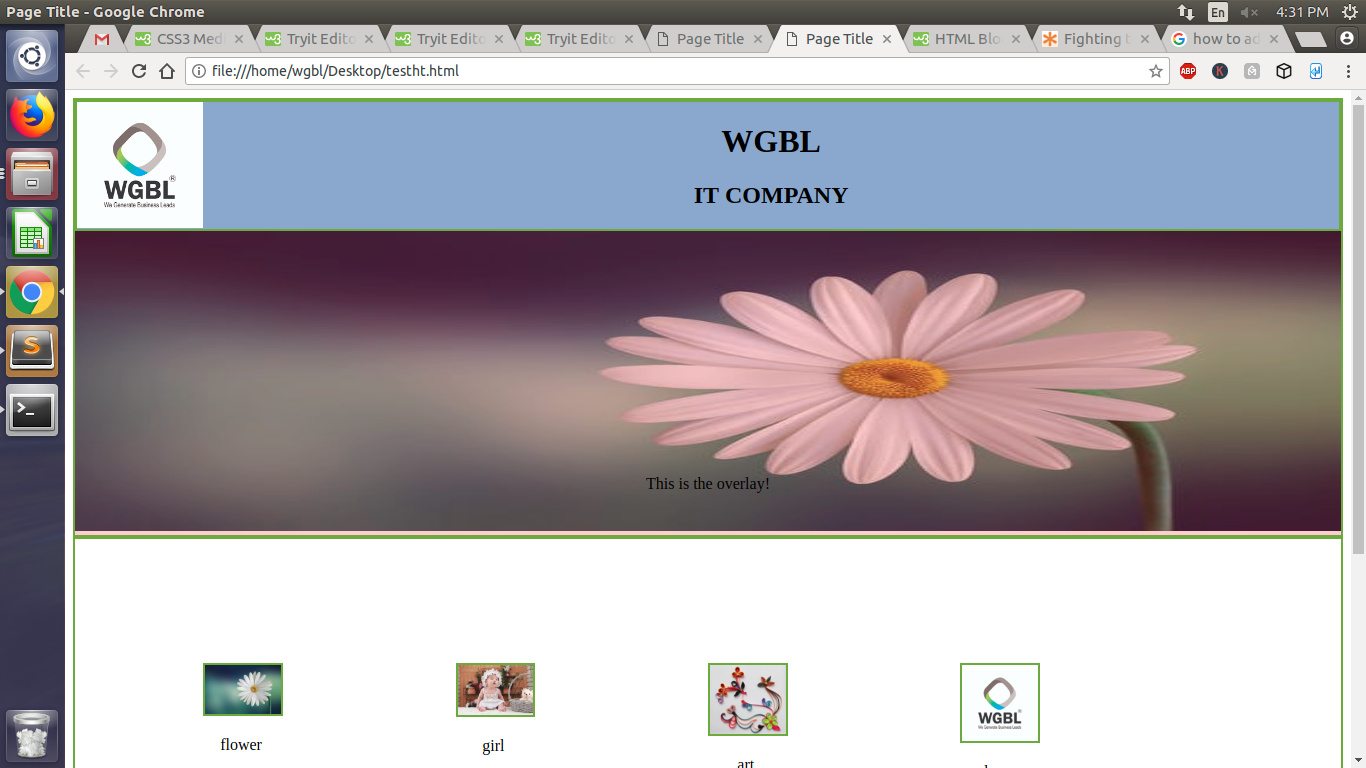 Page Title - Google Chrome
En
4:31 PM
CSS3 Med
Tryit Edito
Tryit Edito
Tryit Edito
Page Title
Page Title
HTML Blo
Fighting t
how to ad
file:///home/wgbl/Desktop/testht.html
ABP
K
WGBL®
We Generate Business Leads
WGBL
IT COMPANY
This is the overlay!
WGBL
We Generate Business Leads
flower
girl
art